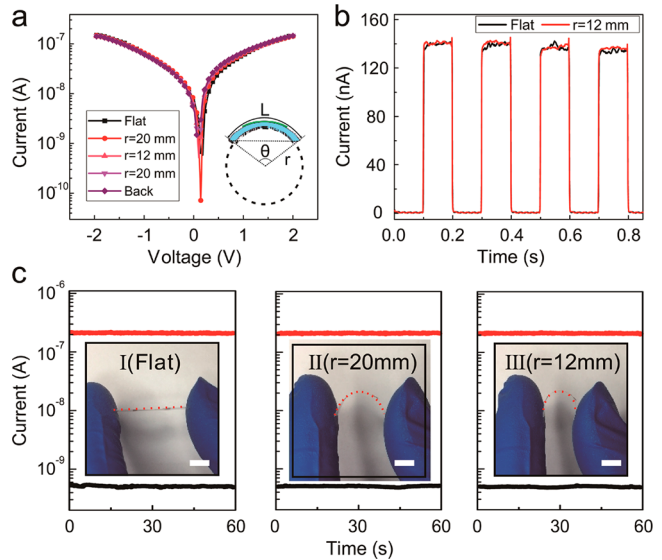 a
Current (A)
10⁻⁷
10⁻⁸
10⁻⁹
10⁻¹⁰
Flat
r=20 mm
r=12 mm
r=20 mm
Back
L
θ
r
-2 -1 0 1 2
Voltage (V)
b
Flat r=12 mm
Current (nA)
160
120
80
40
0
0.0 0.2 0.4 0.6 0.8
Time (s)
c
Current (A)
10⁻⁶
10⁻⁷
10⁻⁸
10⁻⁹
I(Flat)
II(r=20mm)
III(r=12mm)
0 30 60
0 30 60
0 30 60
Time (s)